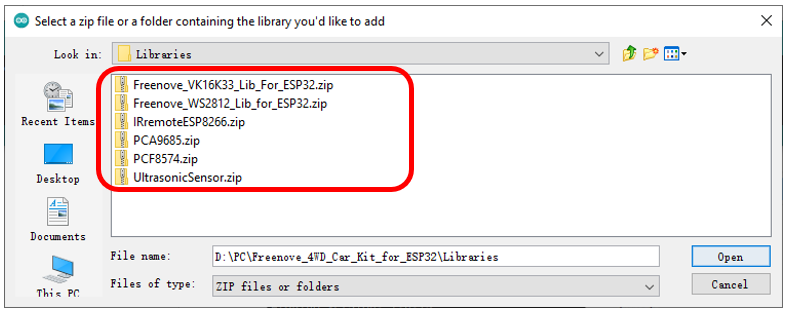 Select a zip file or a folder containing the library you'd like to add
Look in: Libraries
Recent Items
Desktop
Documents
This PC
Freenove_VK16K33_Lib_For_ESP32.zip
Freenove_WS2812_Lib_for_ESP32.zip
IRremoteESP8266.zip
PCA9685.zip
PCF8574.zip
UltrasonicSensor.zip
File name: D:\PC\Freenove_4WD_Car_Kit_for_ESP32\Libraries Open
Files of type: ZIP files or folders Cancel